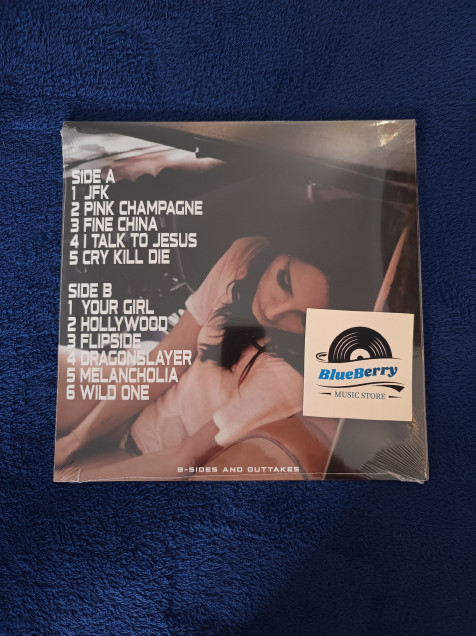 SIDE A
1 JFK
2 PINK CHAMPAGNE
3 FINE CHINA
4 I TALK TO JESUS
5 CRY KILL DIE
SIDE B
1 YOUR GIRL
2 HOLLYWOOD
3 FLIPSIDE
4 DRAGONSLAYER
5 MELANCHOLIA
6 WILD ONE
BlueBerry
MUSIC STORE
B-SIDES AND OUTTAKES